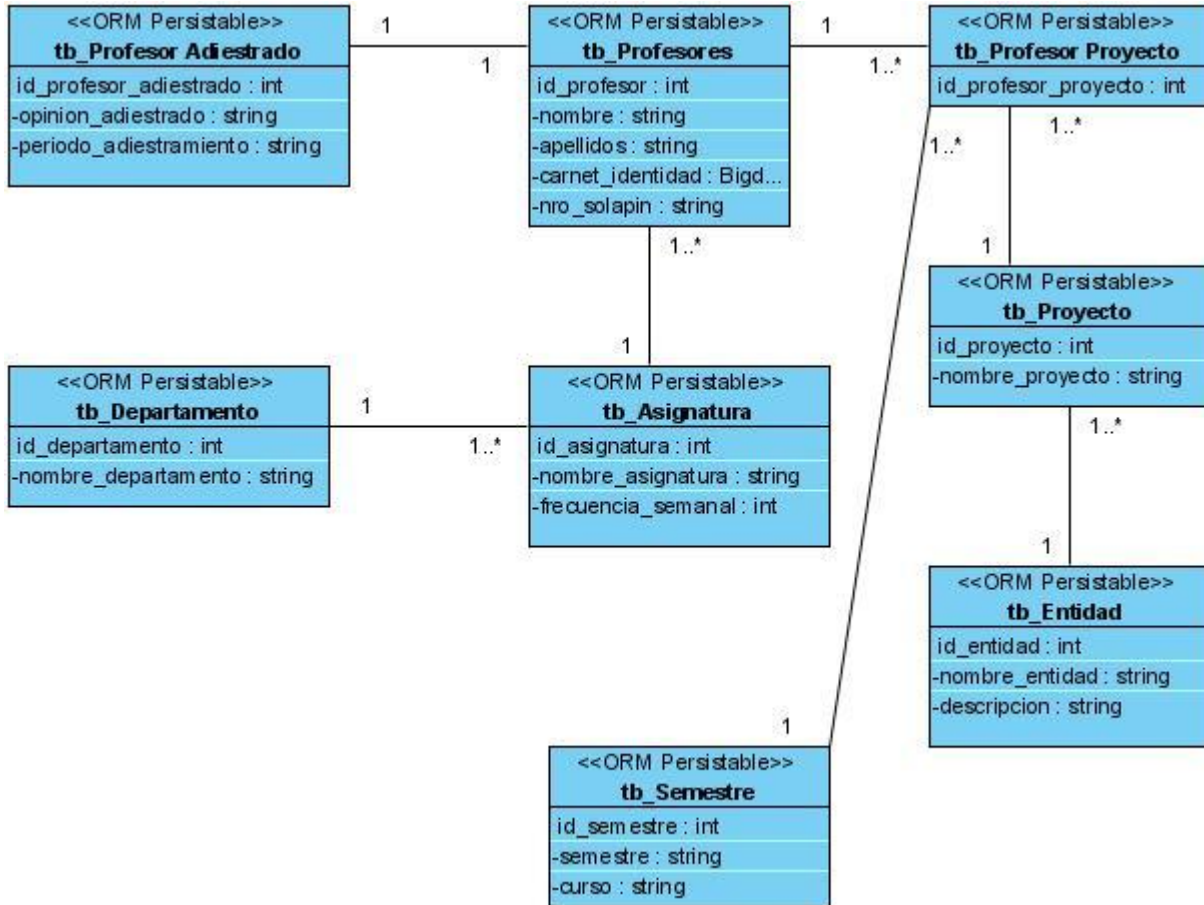 <<ORM Persistable>>
tb_Profesor Adiestrado
id_profesor_adiestrado : int
-opinion_adiestrado : string
-periodo_adiestramiento : string
1
1
<<ORM Persistable>>
tb_Profesores
id_profesor : int
-nombre : string
-apellidos : string
-carnet_identidad : Bigd...
-nro_solapin : string
1
1..*
<<ORM Persistable>>
tb_Profesor Proyecto
id_profesor_proyecto : int
1..*
1..*
1..*
1
<<ORM Persistable>>
tb_Proyecto
id_proyecto : int
-nombre_proyecto : string
1
<<ORM Persistable>>
tb_Departamento
id_departamento : int
-nombre_departamento : string
1
1..*
<<ORM Persistable>>
tb_Asignatura
id_asignatura : int
-nombre_asignatura : string
-frecuencia_semanal : int
1..*
1
<<ORM Persistable>>
tb_Entidad
id_entidad : int
-nombre_entidad : string
-descripcion : string
1
<<ORM Persistable>>
tb_Semestre
id_semestre : int
-semestre : string
-curso : string